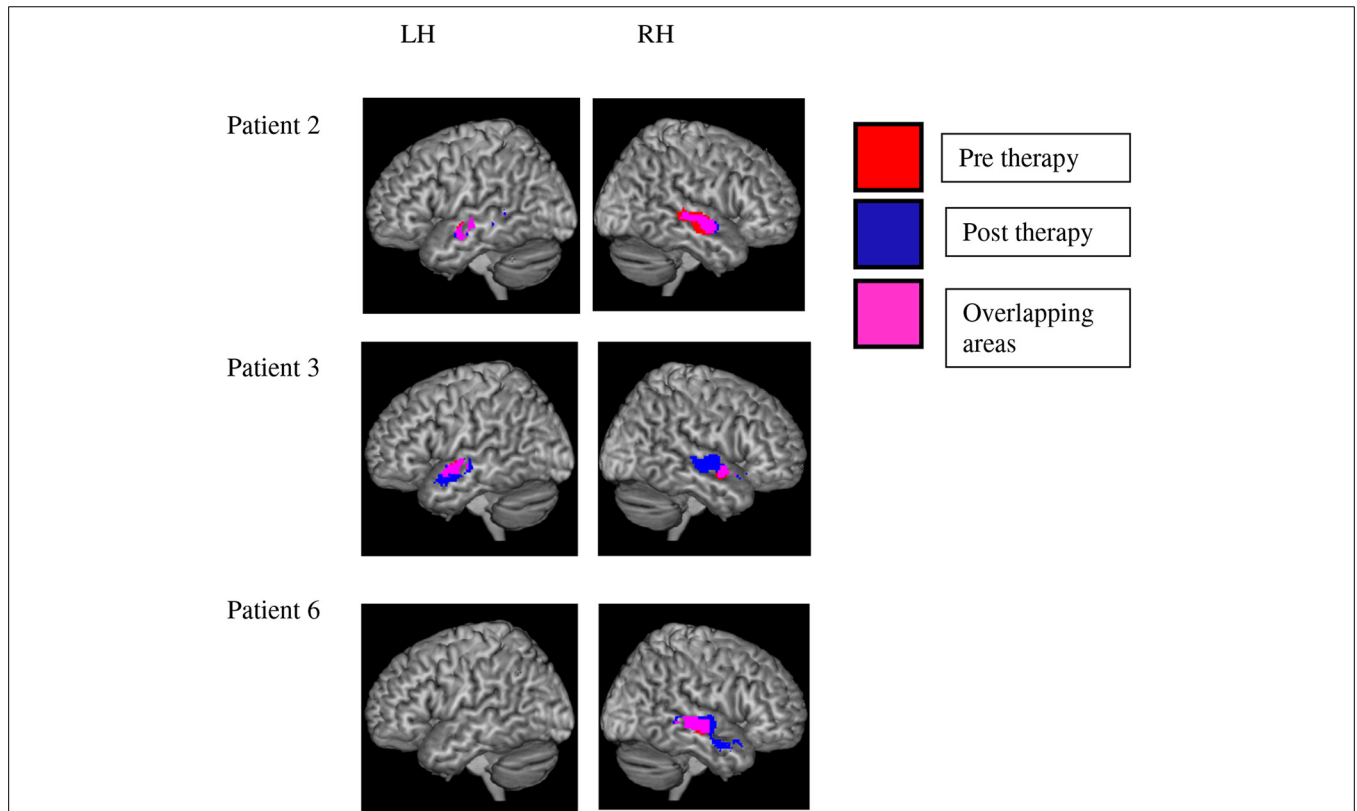 LH
RH
Patient 2
Pre therapy
Post therapy
Overlapping
areas
Patient 3
Patient 6